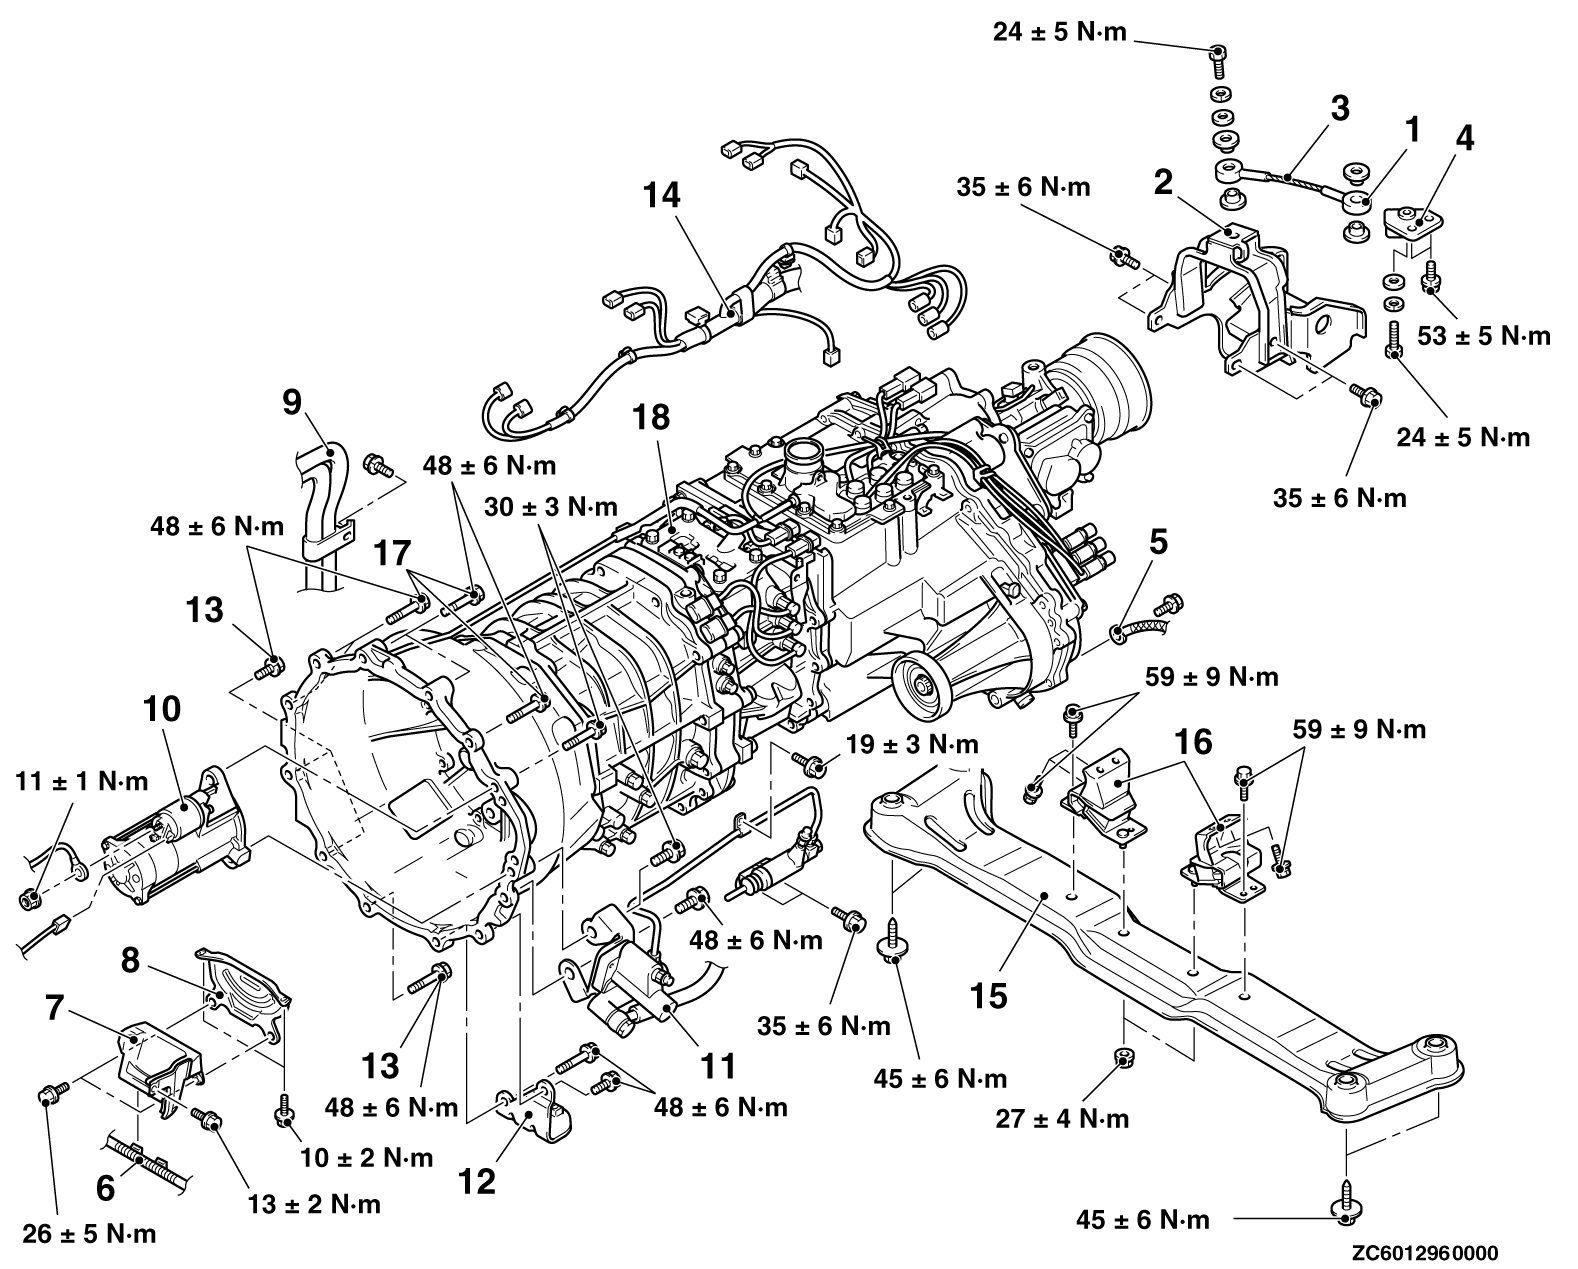 24 ± 5 N·m
3
1
4
14
35 ± 6 N·m
2
53 ± 5 N·m
9
18
24 ± 5 N·m
48 ± 6 N·m
30 ± 3 N·m
35 ± 6 N·m
48 ± 6 N·m
17
5
13
59 ± 9 N·m
10
16
59 ± 9 N·m
19 ± 3 N·m
11 ± 1 N·m
48 ± 6 N·m
8
15
7
35 ± 6 N·m
13
11
45 ± 6 N·m
48 ± 6 N·m
48 ± 6 N·m
27 ± 4 N·m
10 ± 2 N·m
12
6
13 ± 2 N·m
45 ± 6 N·m
26 ± 5 N·m
ZC6012960000